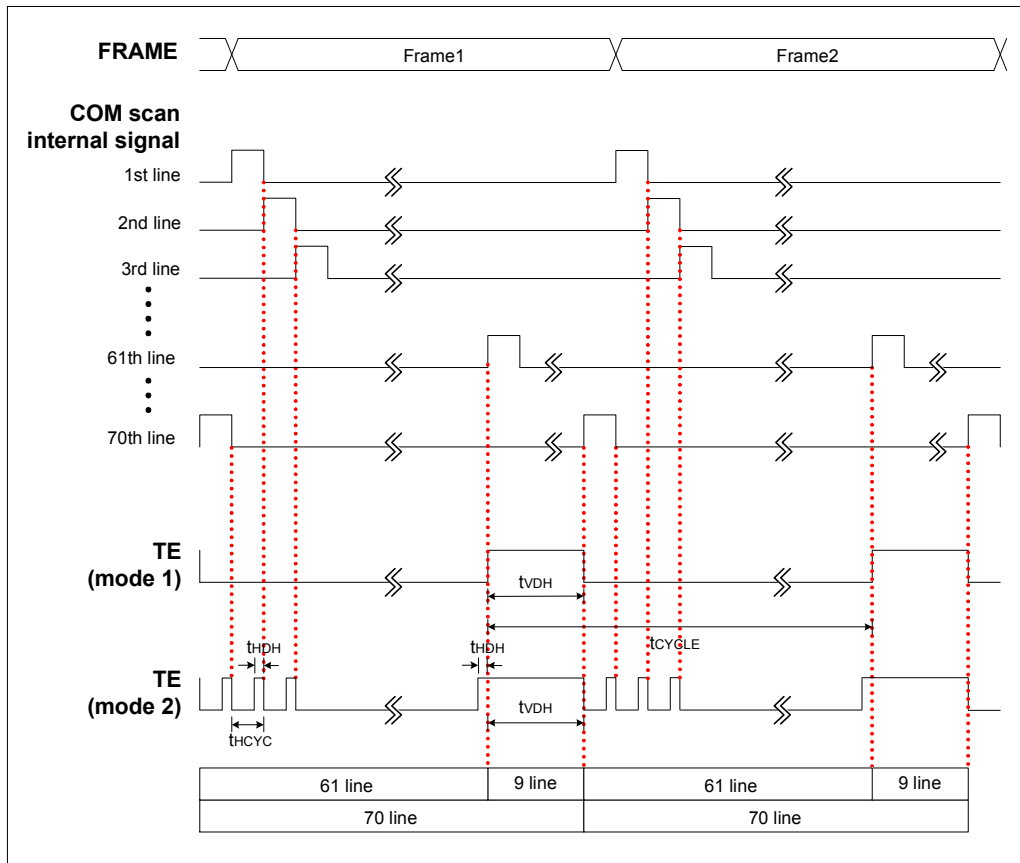 FRAME
Frame1
Frame2
COM scan
internal signal
1st line
2nd line
3rd line
61th line
70th line
TE
(mode 1)
tVDH
tCYCLE
tHDH
tHDH
TE
(mode 2)
tVDH
tHCYC
61 line
9 line
61 line
9 line
70 line
70 line